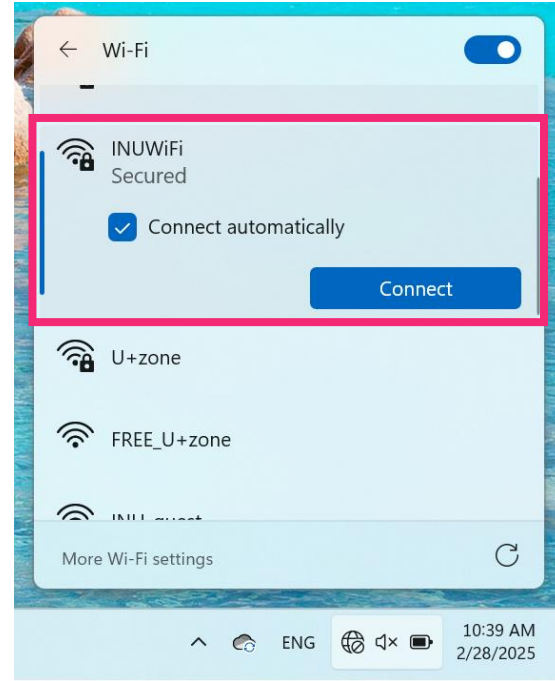 Wi-Fi
INUWiFi
Secured
Connect automatically
Connect
U+zone
FREE_U+zone
More Wi-Fi settings
ENG
10:39 AM
2/28/2025